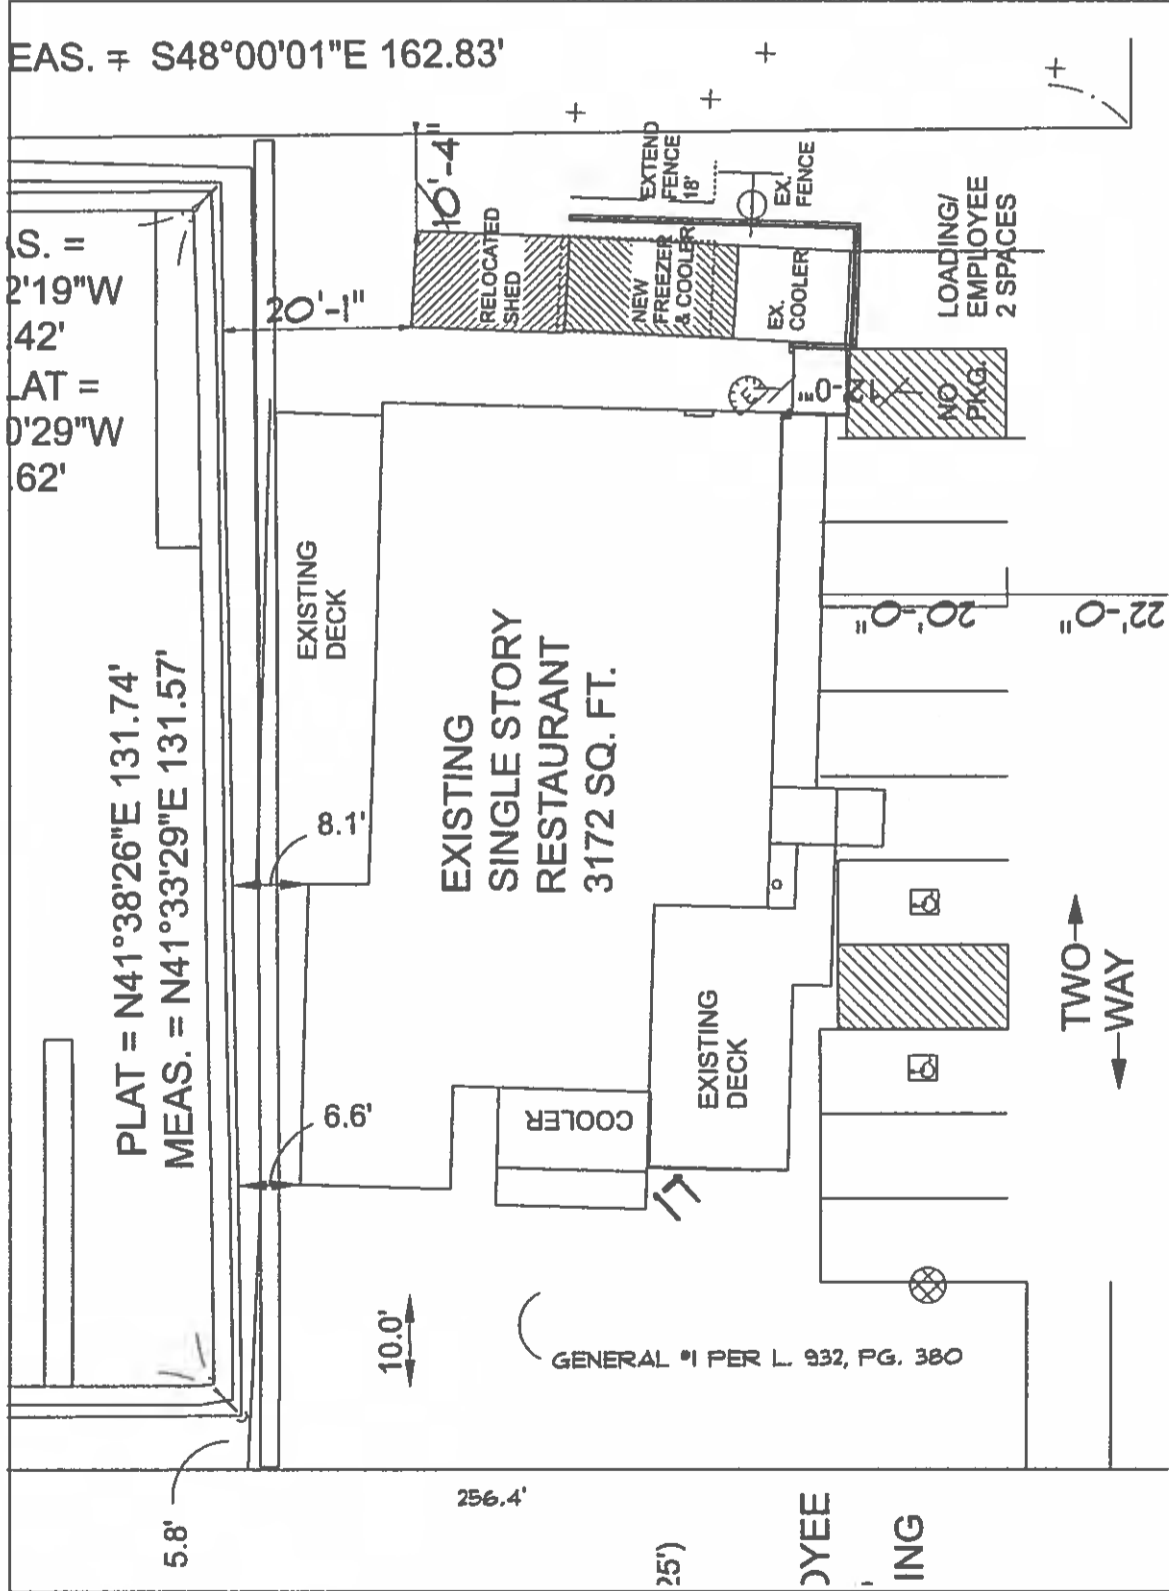 EAS. = S48°00'01"E 162.83'
10'-4"
EXTEND
FENCE
18'
EX.
FENCE
AS. =
2'19"W
.42'
LAT =
0'29"W
.62'
20'-1"
RELOCATED
SHED
NEW
FREEZER
& COOLER
EX.
COOLER
LOADING/
EMPLOYEE
2 SPACES
E
12'-0"
NO
PKG.
EXISTING
DECK
20'-0"
22'-0"
PLAT = N41°38'26"E 131.74'
MEAS. = N41°33'29"E 131.57'
EXISTING
SINGLE STORY
RESTAURANT
3172 SQ. FT.
8.1'
6.6'
COOLER
EXISTING
DECK
TWO
WAY
17
10.0'
GENERAL #1 PER L. 932, PG. 380
5.8'
256.4'
25')
OYEE
ING